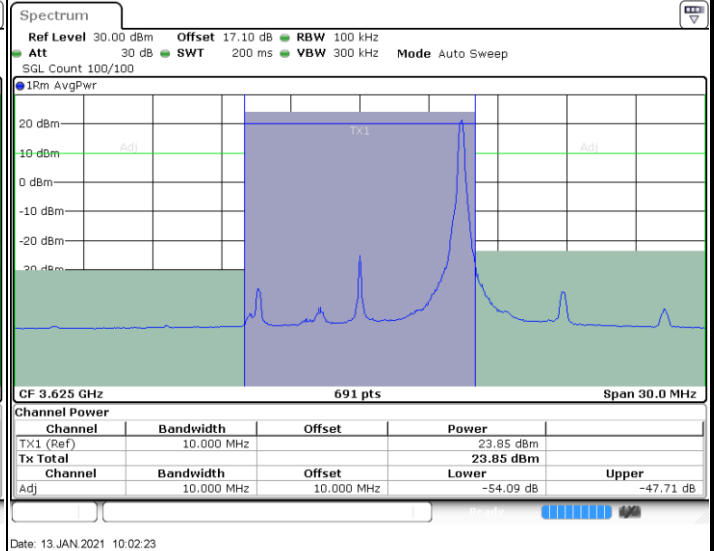 Spectrum
Ref Level 30.00 dBm Offset 17.10 dB RBW 100 kHz
Att 30 dB SWT 200 ms VBW 300 kHz Mode Auto Sweep
SGL Count 100/100
1Rm AvgPwr
20 dBm
TX1
Adj
Adj
10 dBm
0 dBm
-10 dBm
-20 dBm
-30 dBm
CF 3.625 GHz 691 pts Span 30.0 MHz
Channel Power
Channel Bandwidth Offset Power
TX1 (Ref) 10.000 MHz 23.85 dBm
Tx Total 23.85 dBm
Channel Bandwidth Offset Lower Upper
Adj 10.000 MHz 10.000 MHz -54.09 dB -47.71 dB
Ready
Date: 13.JAN.2021 10:02:23